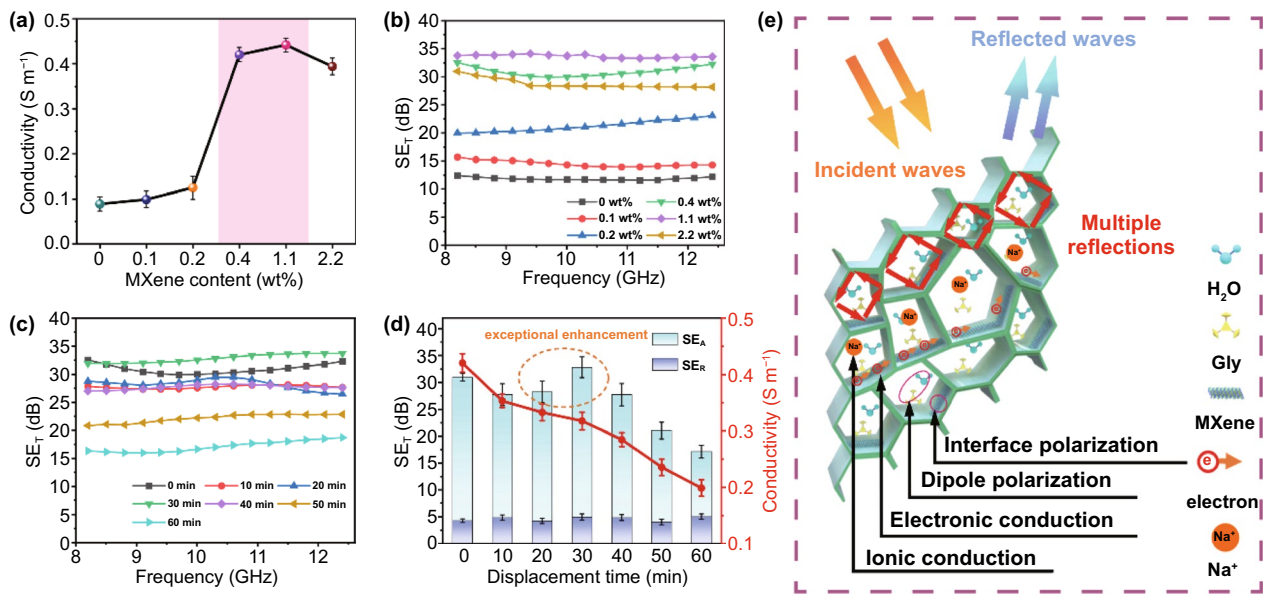 (a)
Conductivity (S m⁻¹)
0.5
0.4
0.3
0.2
0.1
0.0
0 0.1 0.2 0.4 1.1 2.2
MXene content (wt%)
(b)
SE_T (dB)
40
35
30
25
20
15
10
5
0
0 wt% 0.4 wt%
0.1 wt% 1.1 wt%
0.2 wt% 2.2 wt%
9 10 11 12
Frequency (GHz)
(c)
SE_T (dB)
40
35
30
25
20
15
10
5
0
0 min 10 min 20 min
30 min 40 min 50 min
60 min
8 9 10 11 12
Frequency (GHz)
(d)
SE_T (dB)
40
35
30
25
20
15
10
5
0
exceptional enhancement
SE_A
SE_R
0.5
0.4
0.3
0.2
0.1
Conductivity (S m⁻¹)
0 10 20 30 40 50 60
Displacement time (min)
(e)
Reflected waves
Incident waves
Multiple
reflections
Na⁺
e
Na⁺
Na⁺
e
e
Na⁺
e
e
e
e
H₂O
Gly
MXene
Interface polarization
e
Dipole polarization
electron
Electronic conduction
Na⁺
Ionic conduction
Na⁺